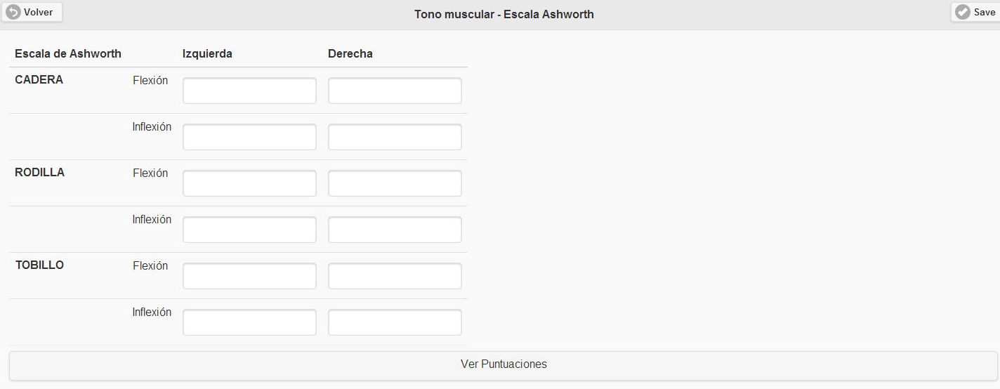 Volver Tono muscular - Escala Ashworth Save
Escala de Ashworth Izquierda Derecha
CADERA Flexión
Inflexión
RODILLA Flexión
Inflexión
TOBILLO Flexión
Inflexión
Ver Puntuaciones